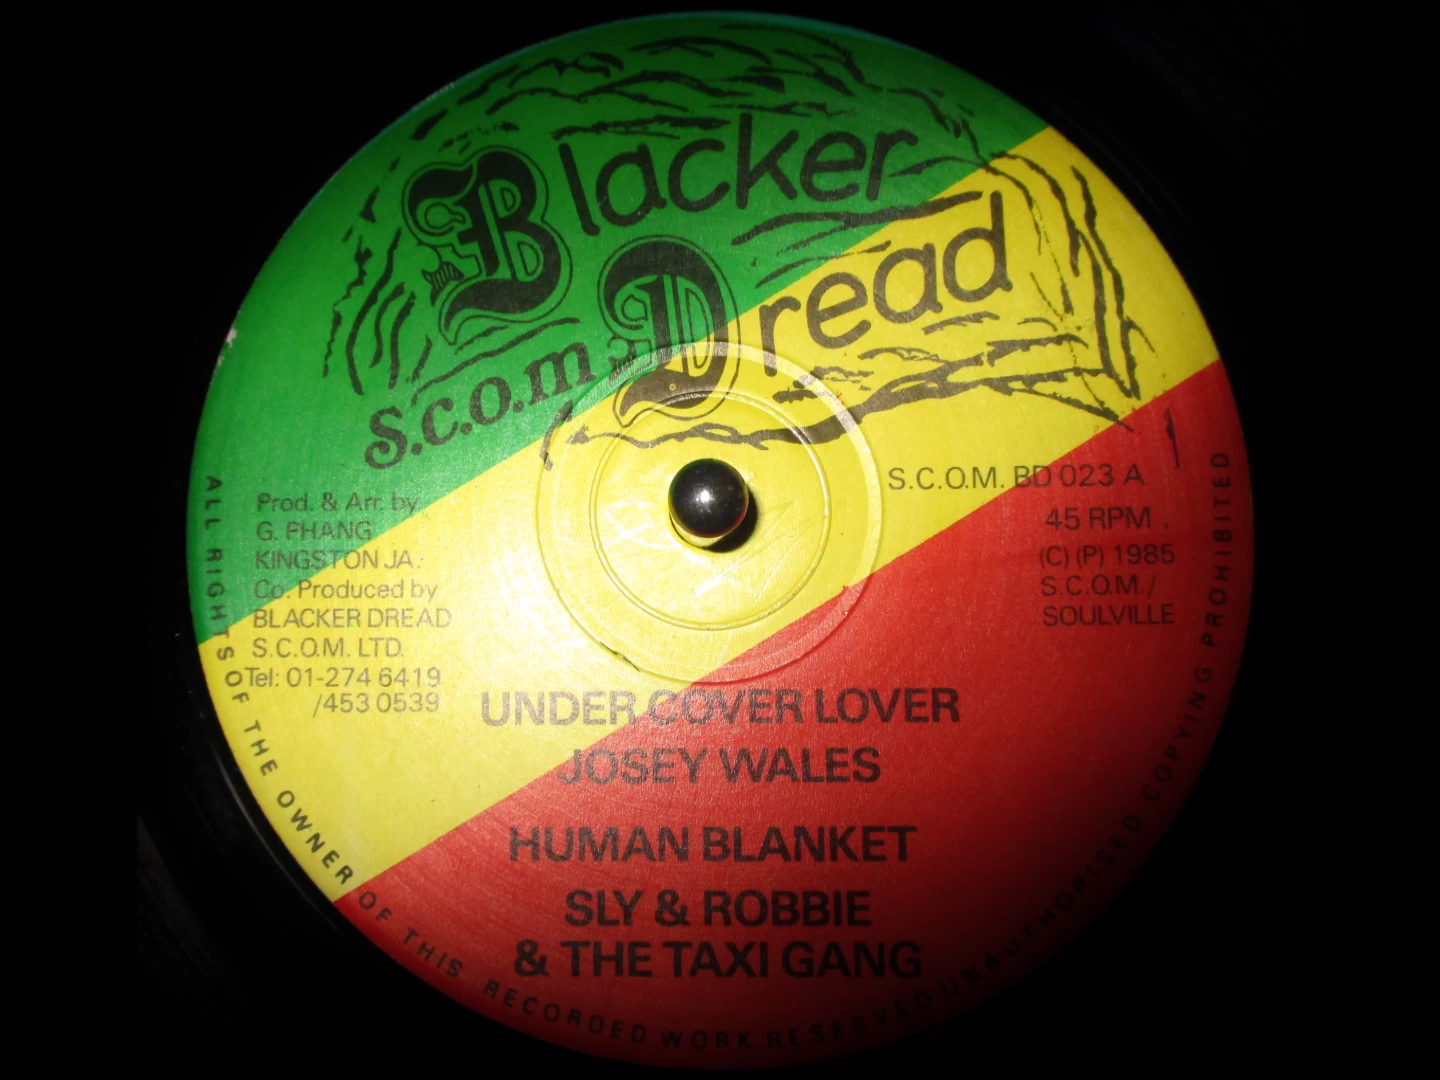 Blacker
Dread
S.C.O.M
S.C.O.M. BD 023 A
45 RPM
(C) (P) 1985
S.C.O.M./
SOULVILLE
Prod. & Arr. by
G. PHANG
KINGSTON JA.
Co. Produced by
BLACKER DREAD
S.C.O.M. LTD.
Tel: 01-274 6419
/453 0539
UNDER COVER LOVER
JOSEY WALES
HUMAN BLANKET
SLY & ROBBIE
& THE TAXI GANG
ALL RIGHTS OF THE OWNER OF THIS RECORDED WORK RESERVED UNAUTHORISED COPYING PROHIBITED